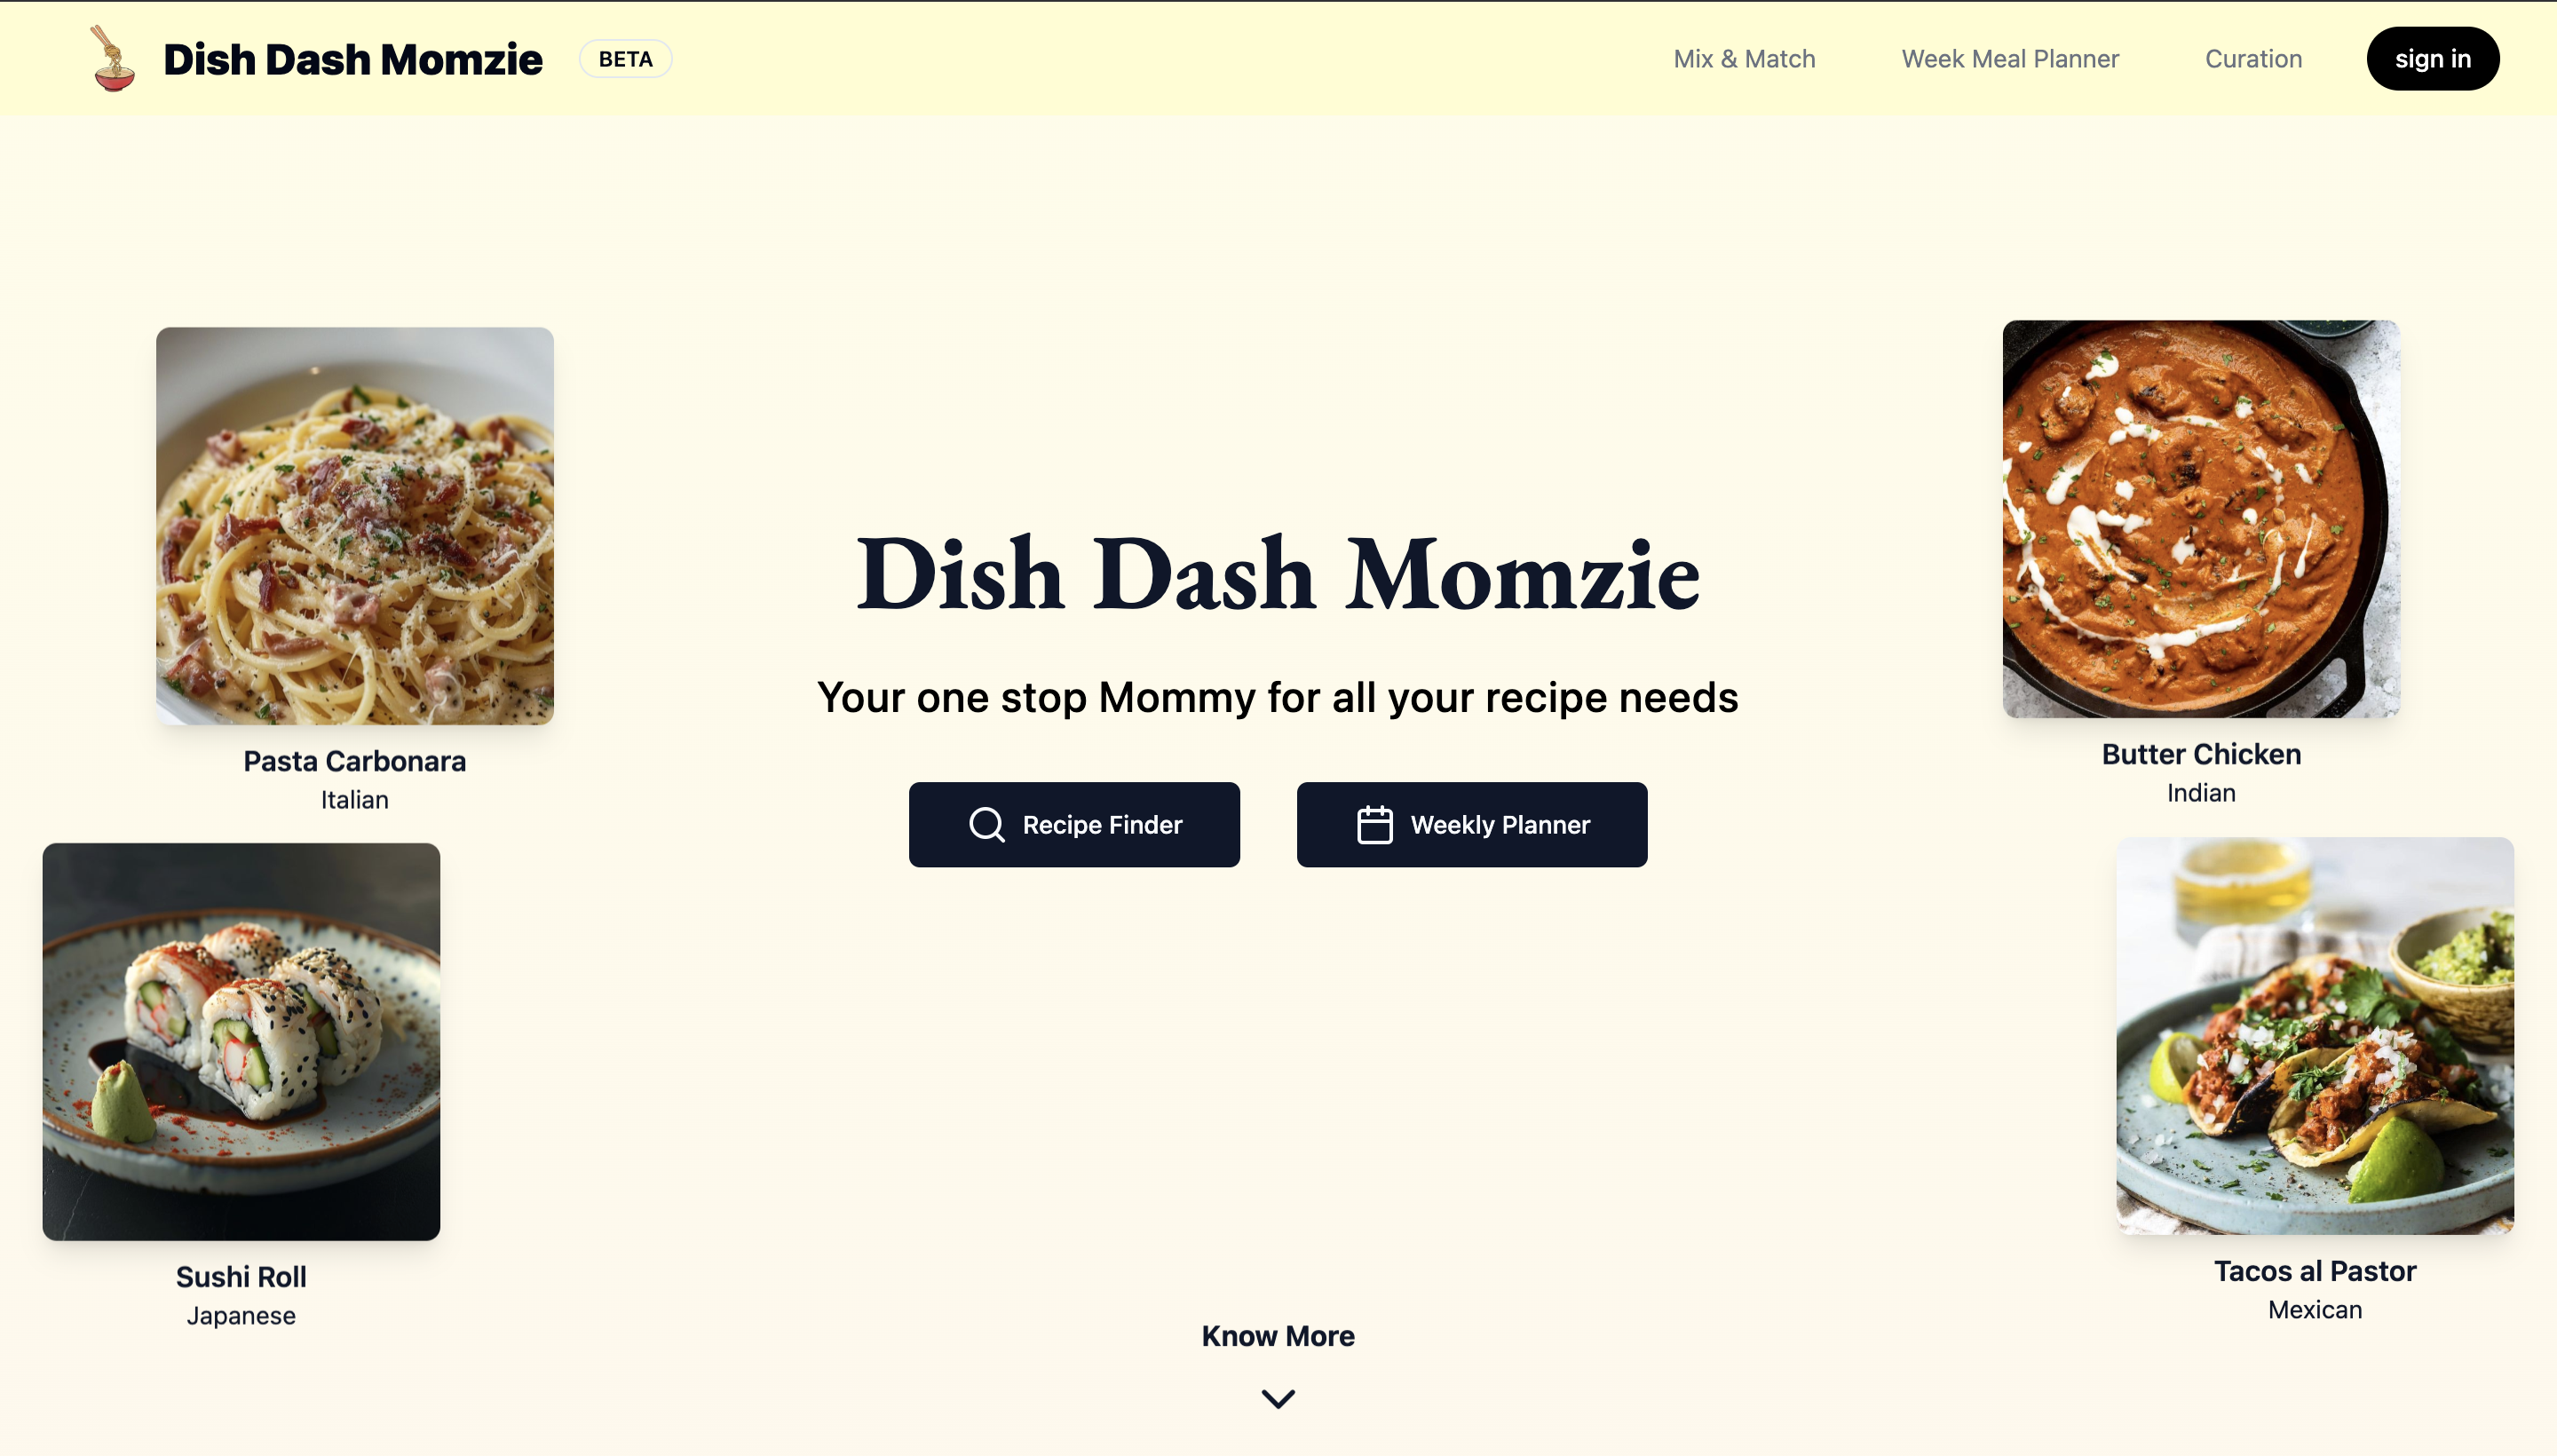 Dish Dash Momzie
BETA
Mix & Match
Week Meal Planner
Curation
sign in
Pasta Carbonara
Italian
Butter Chicken
Indian
Dish Dash Momzie
Your one stop Mommy for all your recipe needs
Recipe Finder
Weekly Planner
Sushi Roll
Japanese
Tacos al Pastor
Mexican
Know More